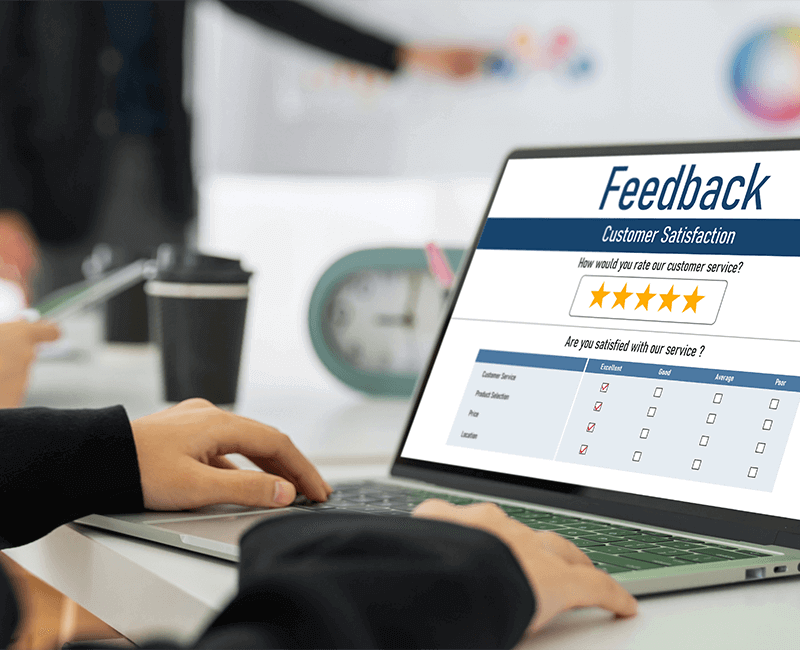 Feedback
Customer Satisfaction
How would you rate our customer service?
Are you satisfied with our service ?
Excellent Good Average Poor
Customer Service
Product Selection
Price
Location